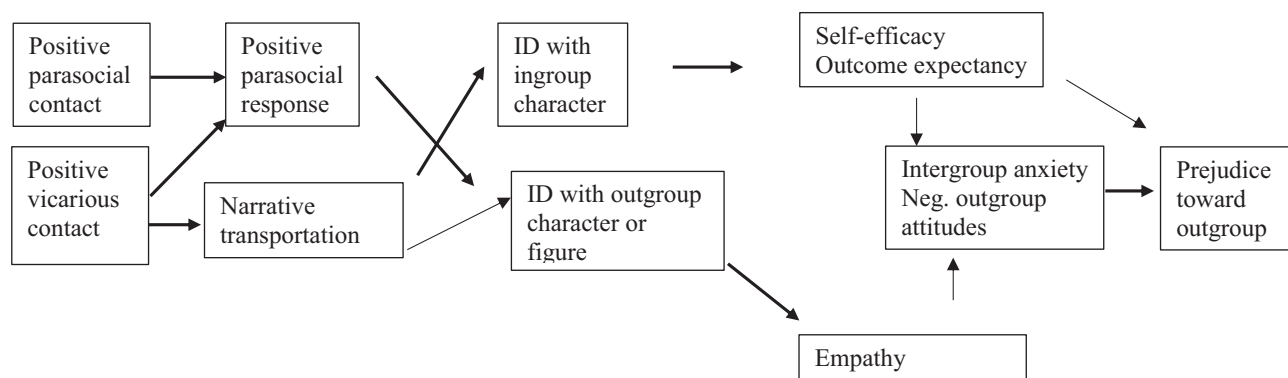 Positive
parasocial
contact
Positive
parasocial
response
ID with
ingroup
character
Self-efficacy
Outcome expectancy
Positive
vicarious
contact
Narrative
transportation
ID with outgroup
character or
figure
Intergroup anxiety
Neg. outgroup
attitudes
Prejudice
toward
outgroup
Empathy